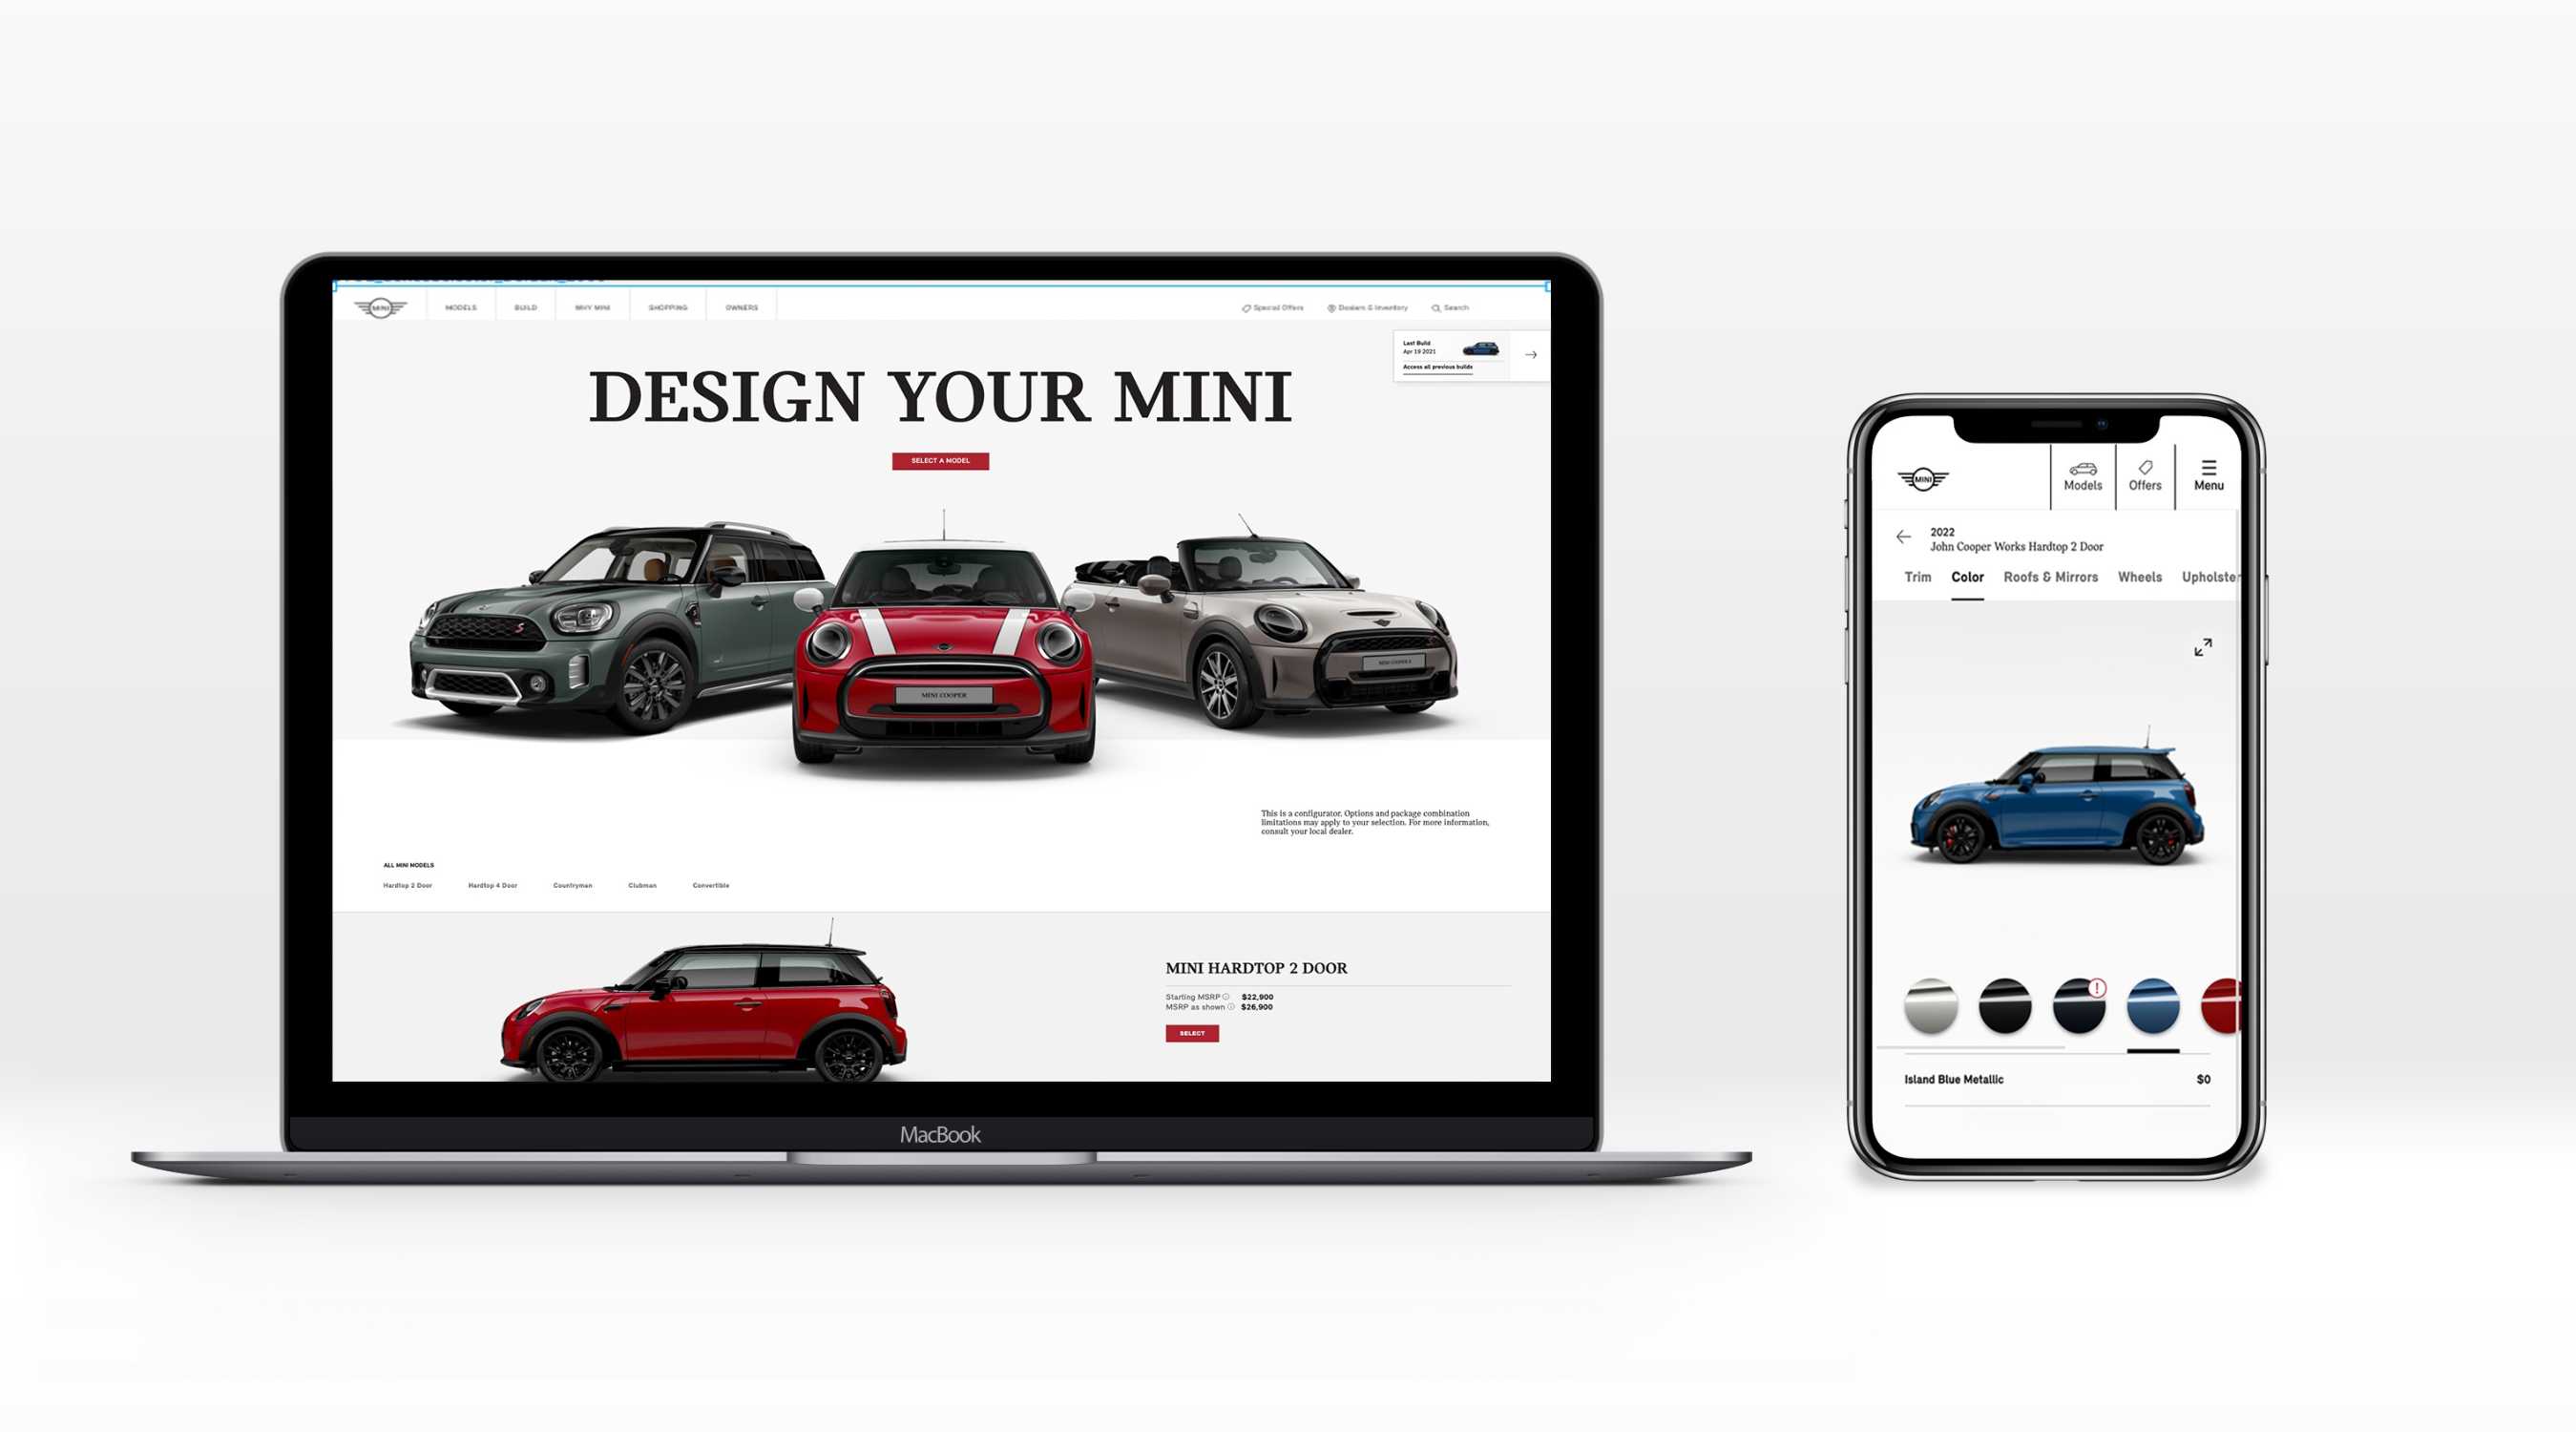 MINI
MODELS
BUILD
WHY MINI
SHOPPING
OWNERS
Special Offers
Dealers & Inventory
Search
Last Build
Apr 19 2021
Access all previous builds
DESIGN YOUR MINI
SELECT A MODEL
S
MINI COOPER
MINI COOPER S
This is a configurator. Options and package combination
limitations may apply to your selection. For more information,
consult your local dealer.
ALL MINI MODELS
Hardtop 2 Door
Hardtop 4 Door
Countryman
Clubman
Convertible
MINI HARDTOP 2 DOOR
Starting MSRP $22,900
MSRP as shown $26,900
SELECT
MacBook
MINI
Models
Offers
Menu
2022
John Cooper Works Hardtop 2 Door
Trim
Color
Roofs & Mirrors
Wheels
Upholster
!
Island Blue Metallic $0